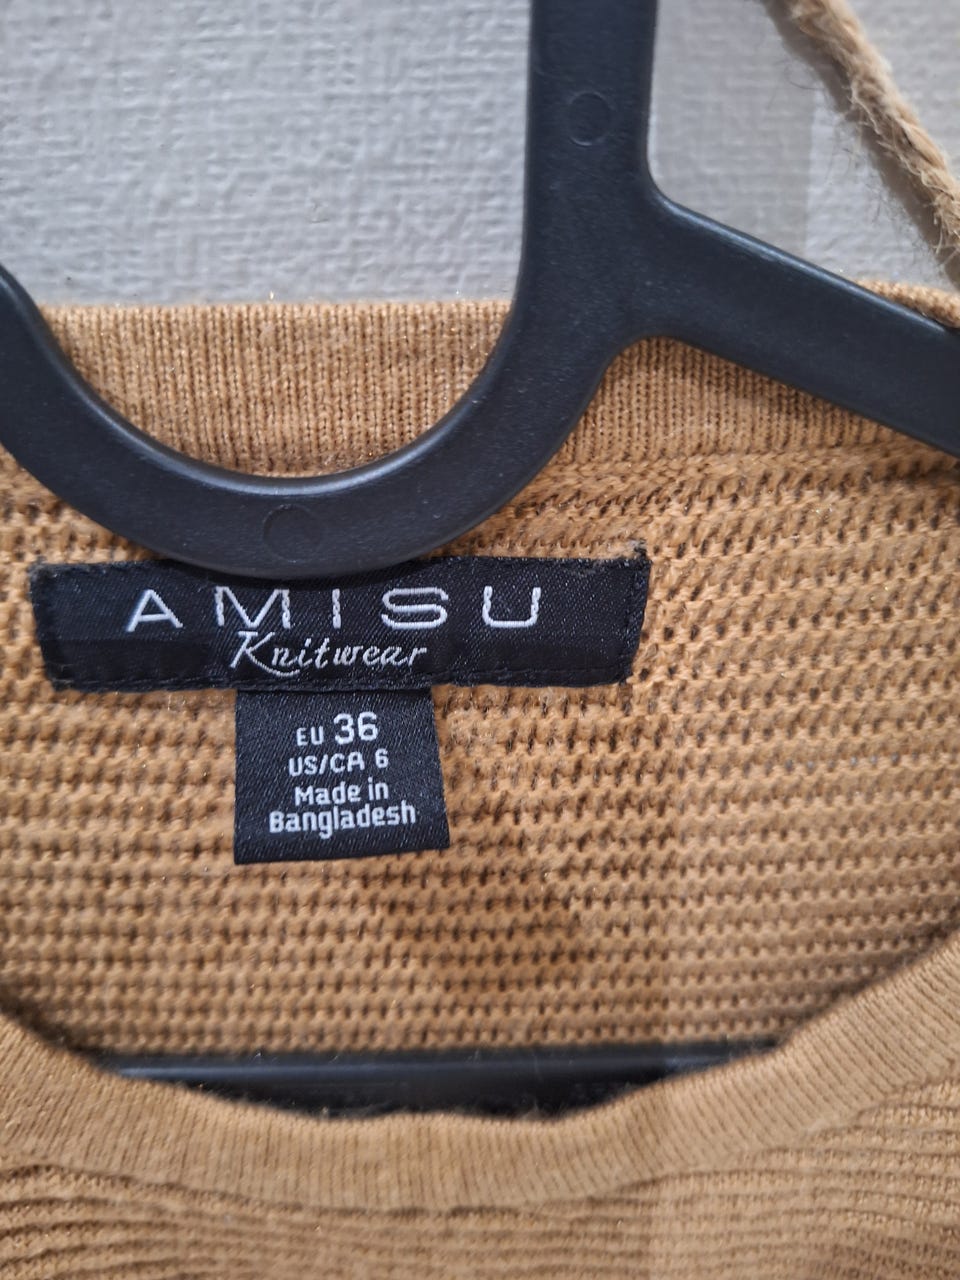 AMISU
Knitwear
EU 36
US/CA 6
Made in
Bangladesh